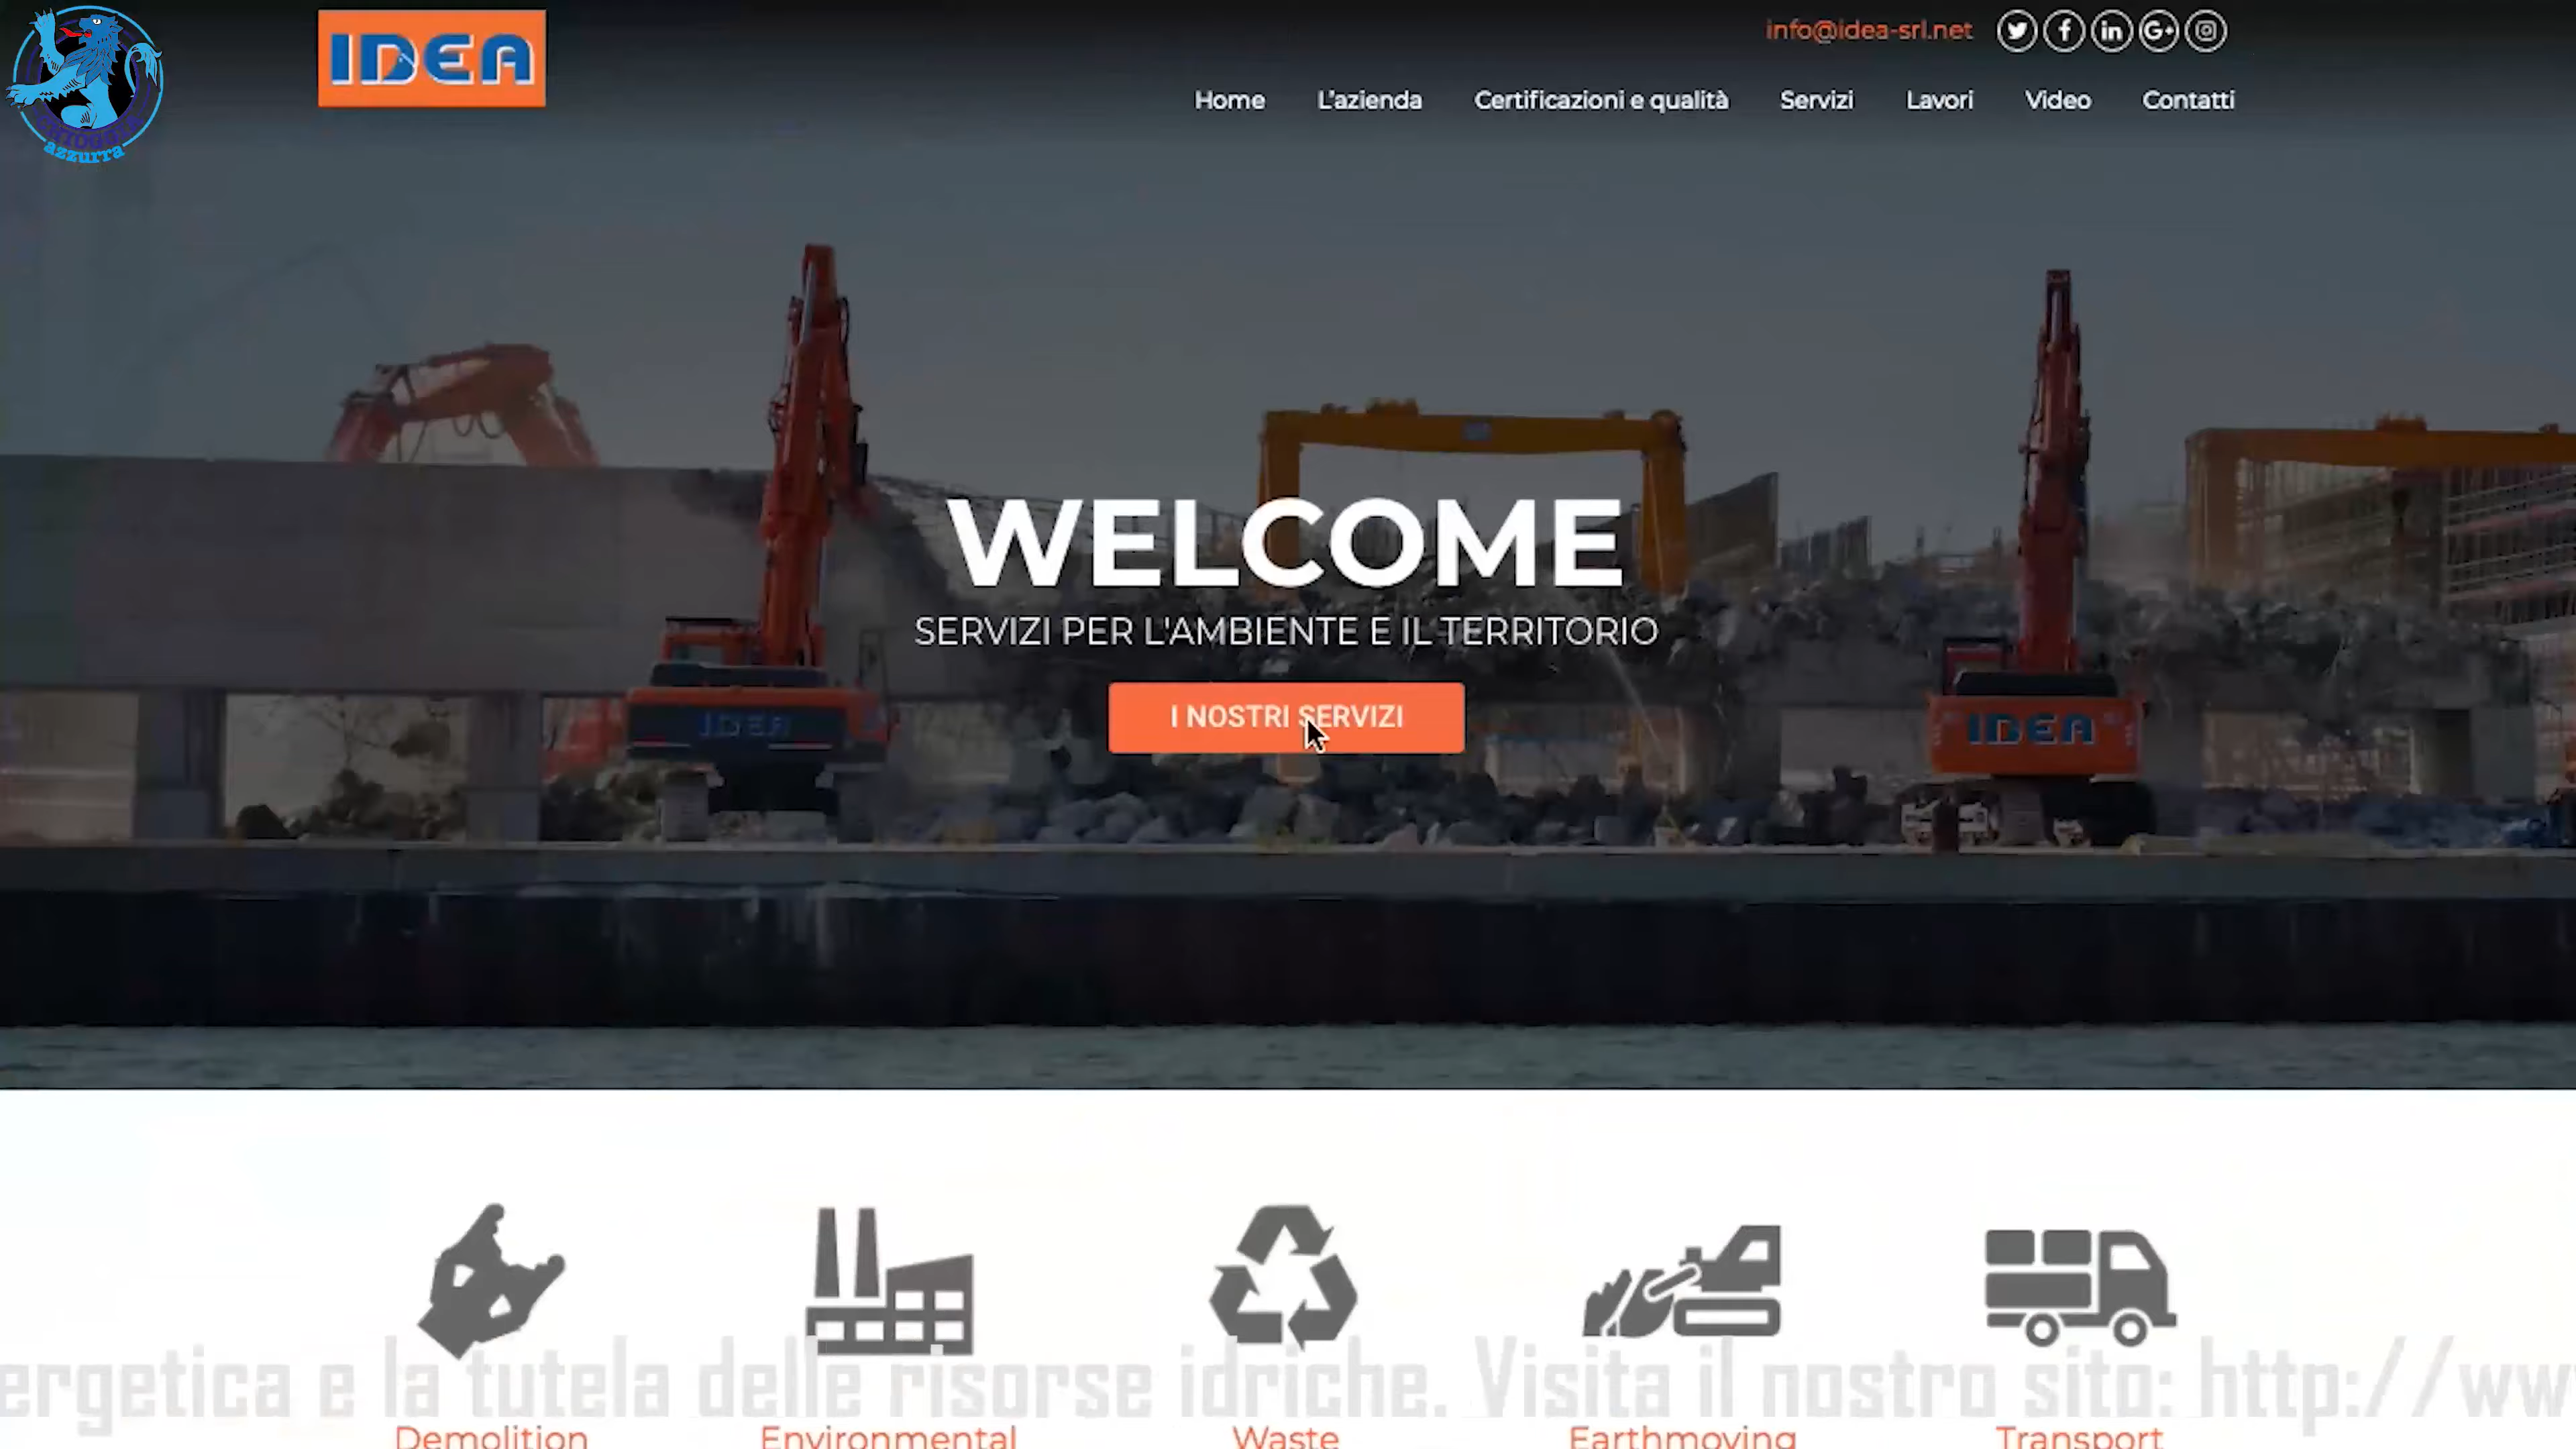 IDEA
info@idea-srl.net
Home L'azienda Certificazioni e qualità Servizi Lavori Video Contatti
azzurra
WELCOME
SERVIZI PER L'AMBIENTE E IL TERRITORIO
I NOSTRI SERVIZI
IDEA
IDEA
ergetica e la tutela delle risorse idriche. Visita il nostro sito: http://ww
Demolition Environmental Waste Earthmoving Transport